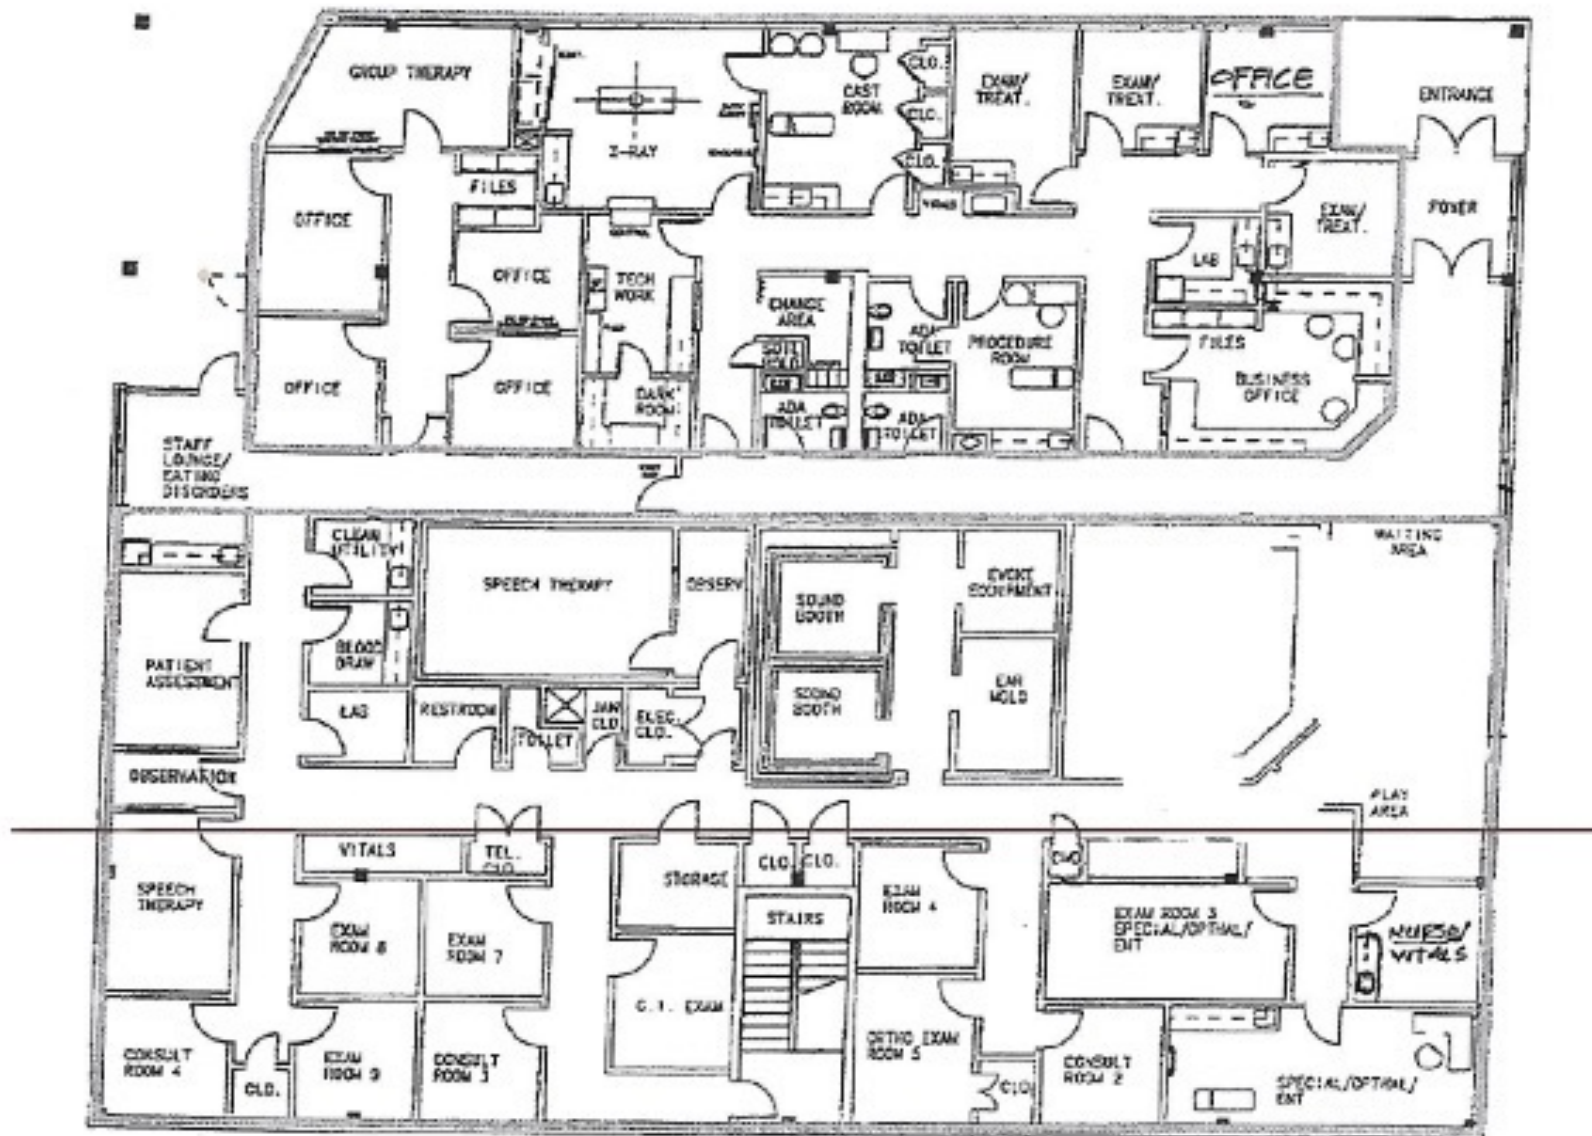 GROUP THERAPY
X-RAY
CAST
ROOM
CLO.
CLO.
CLO.
EXAM/
TREAT.
EXAM/
TREAT.
OFFICE
ENTRANCE
FILES
OFFICE
OFFICE
TECH
WORK
EXAM/
TREAT.
FOYER
LAB
CHANGE
AREA
ADA
TOILET
PROCEDURE
ROOM
FILES
BUSINESS
OFFICE
OFFICE
OFFICE
DARK
ROOM
ADA
TOILET
ADA
TOILET
STAFF
LOUNGE/
EATING
DISORDERS
CLEAN
UTILITY
SPEECH THERAPY
OBSERV
SOUND
BOOTH
EVOKE
EQUIPMENT
WAITING
AREA
BLOOD
DRAW
PATIENT
ASSESSMENT
LAB
RESTROOM
TOILET
JAN
CLO.
ELEC.
CLO.
SOUND
BOOTH
EAR
MOLD
OBSERVATION
PLAY
AREA
VITALS
TEL.
CLO.
STORAGE
CLO.
CLO.
SPEECH
THERAPY
EXAM
ROOM 4
STAIRS
EXAM ROOM 3
SPECIAL/OPTHAL/
ENT
NURSE/
VITALS
EXAM
ROOM 8
EXAM
ROOM 7
G.I. EXAM
CONSULT
ROOM 4
CLO.
EXAM
ROOM 9
CONSULT
ROOM 3
ORTHO EXAM
ROOM 5
CLO
CONSULT
ROOM 2
SPECIAL/OPTHAL/
ENT